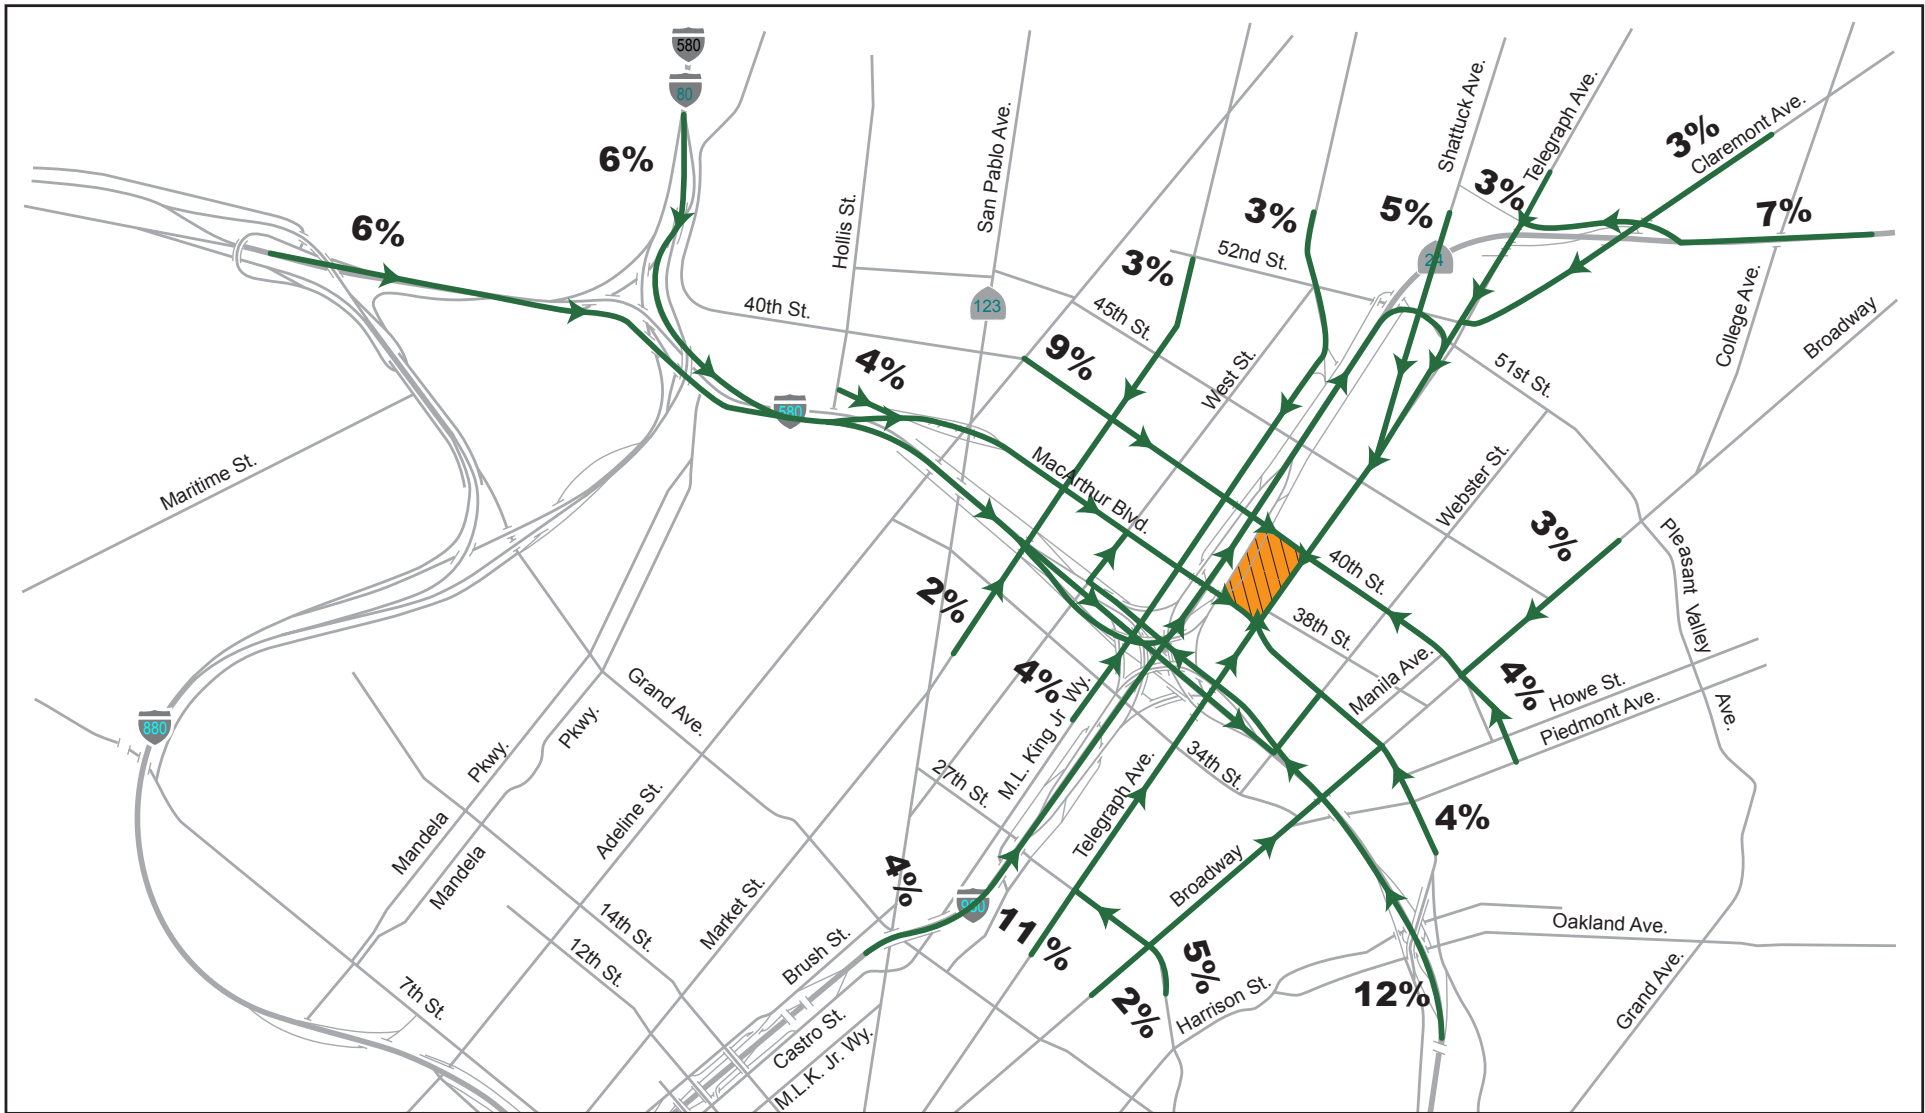 580
80
6%
6%
Hollis St.
San Pablo Ave.
123
40th St.
45th St.
3%
3%
52nd St.
5%
24
Shattuck Ave.
3%
Telegraph Ave.
3%
Claremont Ave.
7%
College Ave.
Broadway
9%
4%
580
West St.
51st St.
MacArthur Blvd.
Webster St.
Maritime St.
3%
Pleasant Valley
Ave.
40th St.
38th St.
2%
4%
M.L. King Jr. Wy.
Manila Ave.
4%
Howe St.
Piedmont Ave.
Grand Ave.
880
Mandela
Pkwy.
Mandela
Pkwy.
34th St.
27th St.
Adeline St.
Telegraph Ave.
4%
Broadway
4%
980
Market St.
14th St.
12th St.
7th St.
Brush St.
11 %
5%
2%
Harrison St.
12%
Oakland Ave.
Grand Ave.
Castro St.
M.L.K. Jr. Wy.